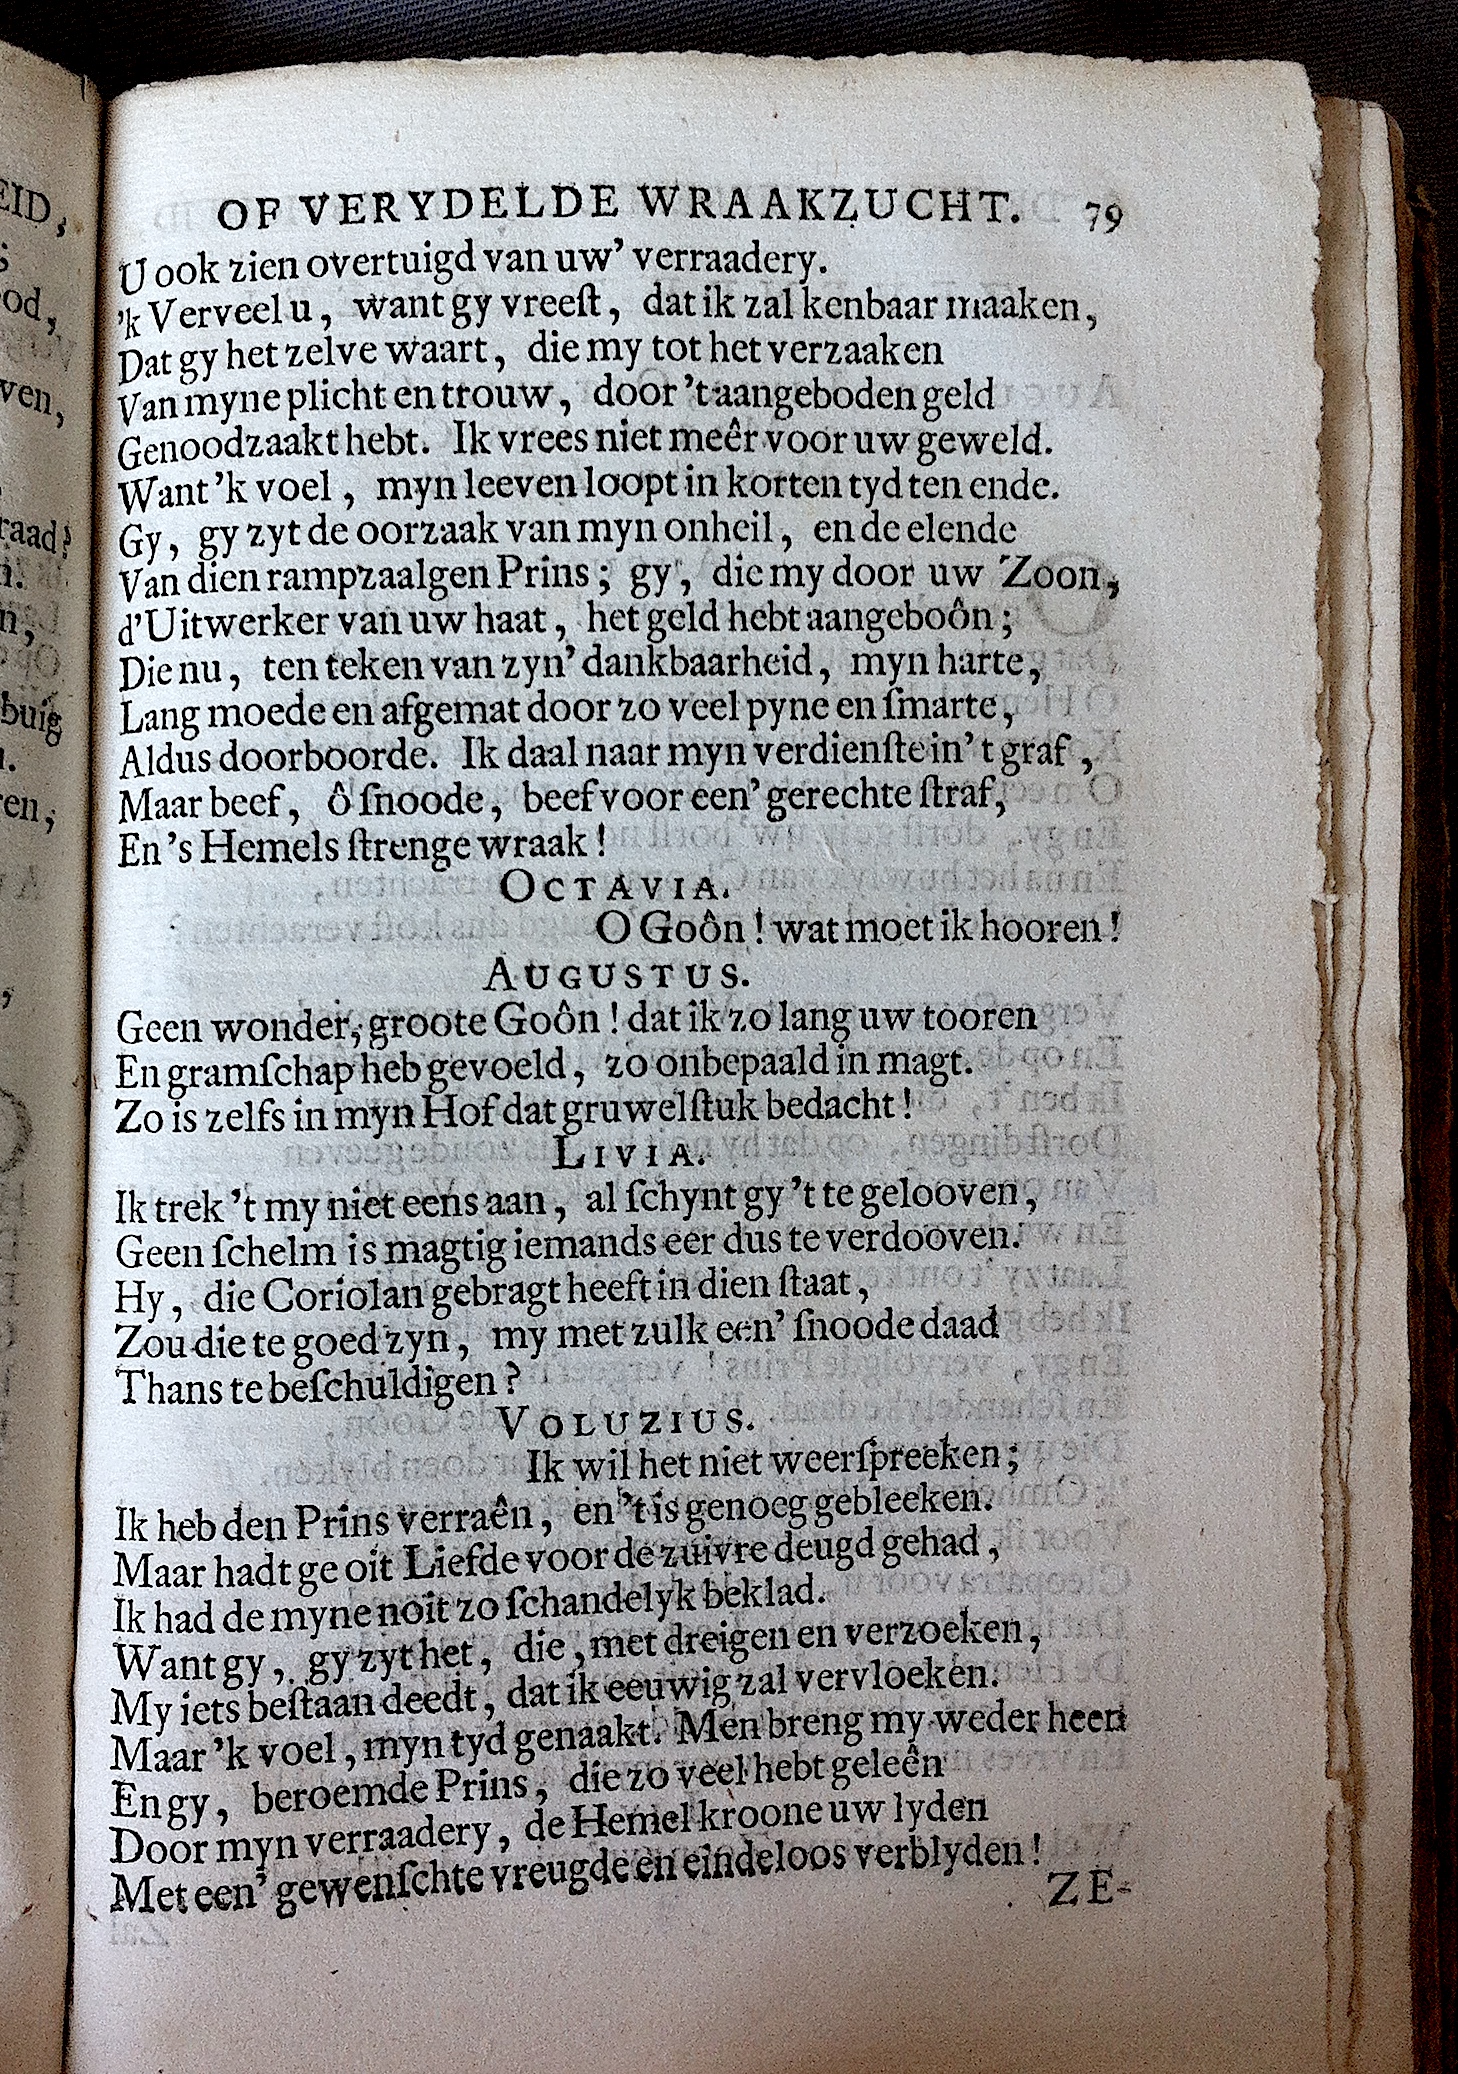 OF VERYDELDE WRAAKZUCHT. 79
U ook zien overtuigd van uw' verraadery.
'k Verveel u, want gy vreeſt, dat ik zal kenbaar maaken,
Dat gy het zelve waart, die my tot het verzaaken
Van myne plicht en trouw, door 't aangeboden geld
Genoodzaakt hebt. Ik vrees niet meêr voor uw geweld.
Want 'k voel, myn leeven loopt in korten tyd ten ende.
Gy, gy zyt de oorzaak van myn onheil, en de elende
Van dien rampzaalgen Prins; gy, die my door uw Zoon,
d'Uitwerker van uw haat, het geld hebt aangeboôn;
Die nu, ten teken van zyn' dankbaarheid, myn harte,
Lang moede en afgemat door zo veel pyne en ſmarte,
Aldus doorboorde. Ik daal naar myn verdienſte in 't graf,
Maar beef, ô ſnoode, beef voor een' gerechte ſtraf,
En 's Hemels ſtrenge wraak!
OCTAVIA.
O Goôn! wat moet ik hooren!
AUGUSTUS.
Geen wonder, groote Goôn! dat ik zo lang uw tooren
En gramſchap heb gevoeld, zo onbepaald in magt.
Zo is zelfs in myn Hof dat gruwelſtuk bedacht!
LIVIA.
Ik trek 't my niet eens aan, al ſchynt gy 't te gelooven,
Geen ſchelm is magtig iemands eer dus te verdooven.
Hy, die Coriolan gebragt heeft in dien ſtaat,
Zou die te goed zyn, my met zulk een' ſnoode daad
Thans te beſchuldigen?
VOLUZIUS.
Ik wil het niet weerſpreeken;
Ik heb den Prins verraên, en 't is genoeg gebleeken.
Maar hadt ge oit Liefde voor de zuivre deugd gehad,
Ik had de myne noit zo ſchandelyk beklad.
Want gy, gy zyt het, die, met dreigen en verzoeken,
My iets beſtaan deedt, dat ik eeuwig zal vervloeken.
Maar 'k voel, myn tyd genaakt. Men breng my weder heen
En gy, beroemde Prins, die zo veel hebt geleên
Door myn verraadery, de Hemel kroone uw lyden
Met een' gewenſchte vreugde en eindeloos verblyden!
ZE-